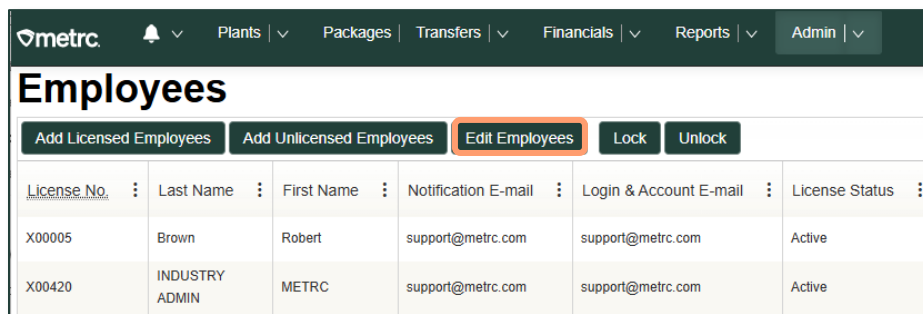 metrc.
Plants
Packages
Transfers
Financials
Reports
Admin
Employees
Add Licensed Employees
Add Unlicensed Employees
Edit Employees
Lock
Unlock
License No.
Last Name
First Name
Notification E-mail
Login & Account E-mail
License Status
X00005
Brown
Robert
support@metrc.com
support@metrc.com
Active
X00420
INDUSTRY
ADMIN
METRC
support@metrc.com
support@metrc.com
Active